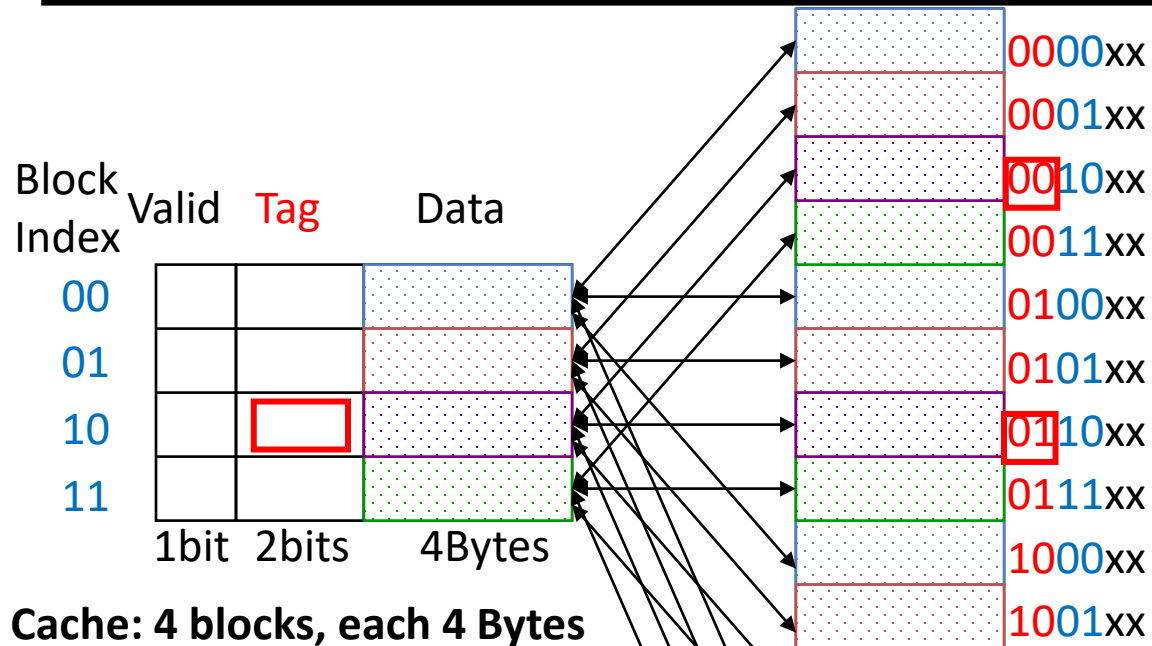 Block
Index
Valid Tag Data
00
01
10
11
1bit 2bits 4Bytes
Cache: 4 blocks, each 4 Bytes
0000xx
0001xx
0010xx
0011xx
0100xx
0101xx
0110xx
0111xx
1000xx
1001xx